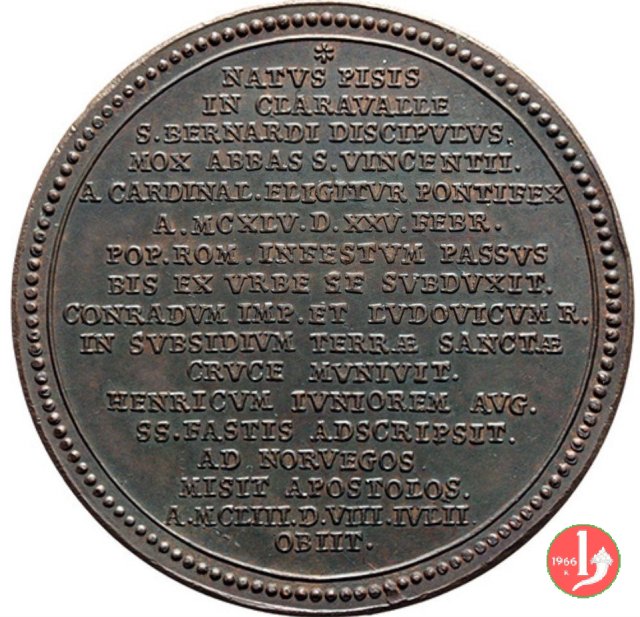 *
NATVS PISIS
IN CLARAVALLE
S. BERNARDI DISCIPVLVS.
MOX ABBAS S. VINCENTII.
A CARDINAL. ELIGITVR PONTIFEX
A. MCXLV. D. XXV. FEBR.
POP. ROM. INFESTVM PASSVS
BIS EX VRBE SE SVBDVXIT.
CONRADVM IMP. ET LVDOVICVM R.
IN SVBSIDIVM TERRÆ SANCTÆ
CRVCE MVNIVIT.
HENRICVM IVNIOREM AVG.
SS. FASTIS ADSCRIPSIT.
AD NORVEGOS
MISIT APOSTOLOS.
A. MCLIII. D. VIII. IVLII
OBIIT.
1966